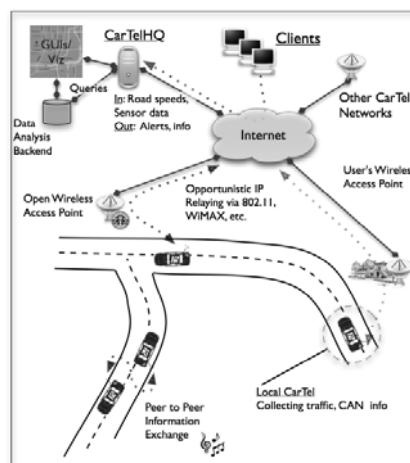 GUIs/
Viz
CarTelHQ
Clients
Queries
In: Road speeds,
Sensor data
Out: Alerts, info
Data
Analysis
Backend
Other CarTel
Networks
Internet
User's Wireless
Access Point
Open Wireless
Access Point
Opportunistic IP
Relaying via 802.11,
WiMAX, etc.
Local CarTel
Collecting traffic, CAN info
Peer to Peer
Information
Exchange